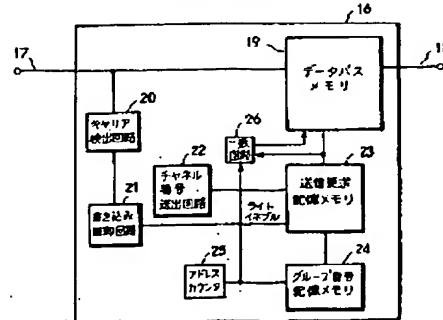 16
17
19
データパス
メモリ
18
20
キャリア
検出回路
26
一致
回路
22
チャネル
番号
送出回路
23
送信要求
記憶メモリ
21
書き込み
制御回路
ライト
イネーブル
25
アドレス
カウンタ
24
グループ番号
記憶メモリ